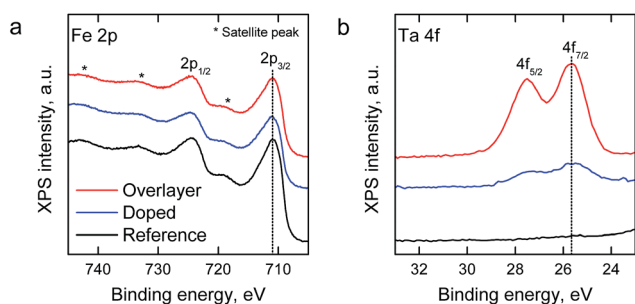 a
Fe 2p
* Satellite peak
2p1/2
2p3/2
*
*
*
Overlayer
Doped
Reference
XPS intensity, a.u.
740
730
720
710
Binding energy, eV
b
Ta 4f
4f5/2
4f7/2
XPS intensity, a.u.
32
30
28
26
24
Binding energy, eV